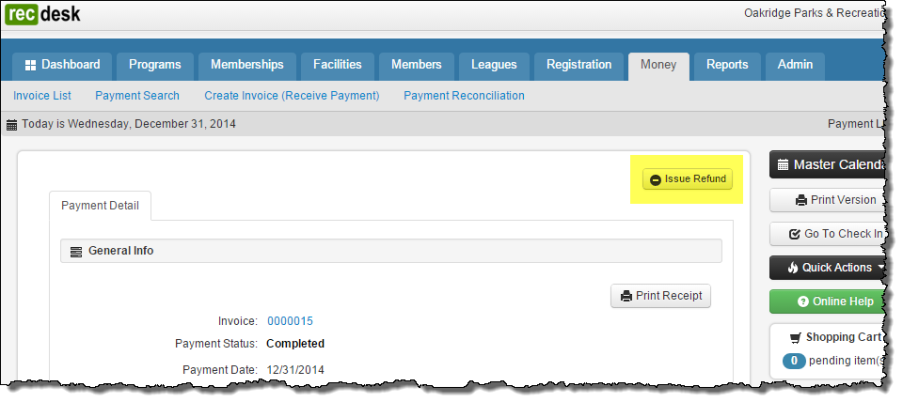 rec desk
Oakridge Parks & Recreatio
Dashboard Programs Memberships Facilities Members Leagues Registration Money Reports Admin
Invoice List Payment Search Create Invoice (Receive Payment) Payment Reconciliation
Today is Wednesday, December 31, 2014 Payment L
Issue Refund
Master Calenda
Payment Detail
Print Version
Go To Check In
General Info
Quick Actions
Print Receipt
Online Help
Invoice: 0000015
Shopping Cart
Payment Status: Completed
0 pending item(s
Payment Date: 12/31/2014